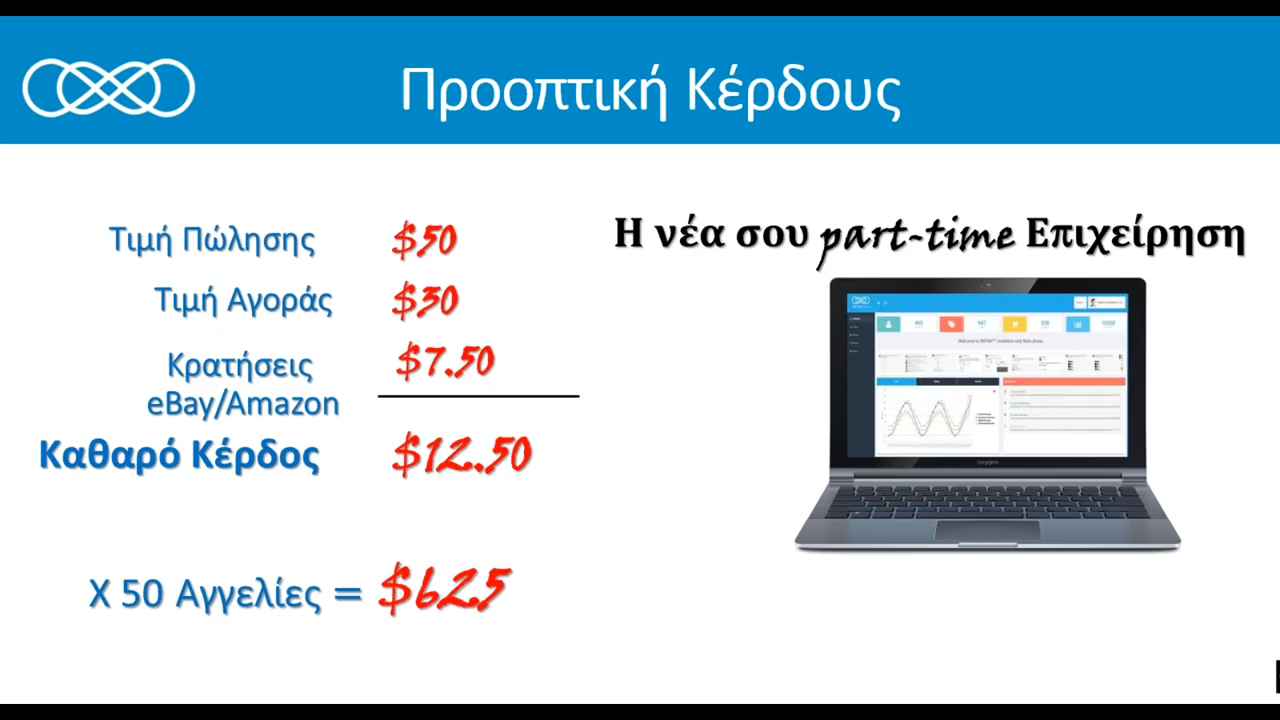 Προοπτική Κέρδους
Τιμή Πώλησης $50
Τιμή Αγοράς $30
Κρατήσεις $7.50
eBay/Amazon
Καθαρό Κέρδος $12.50
X 50 Αγγελίες = $625
Η νέα σου part-time Επιχείρηση